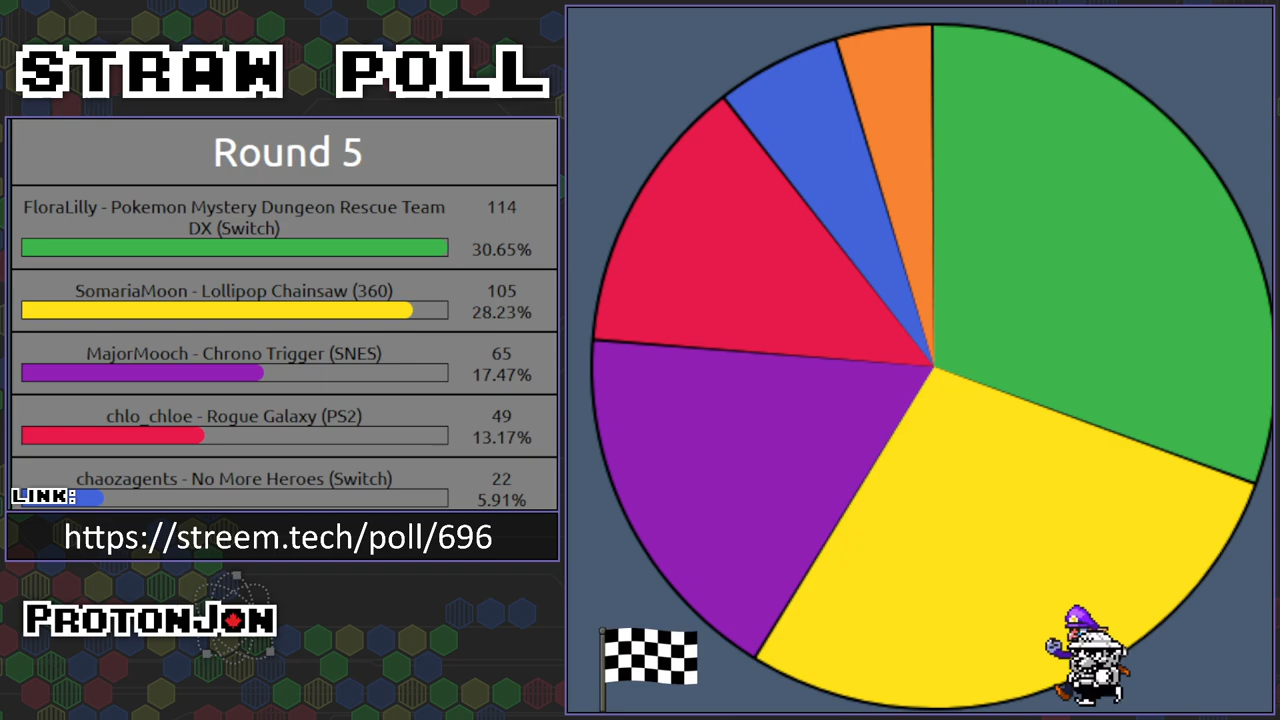 STRAW POLL
Round 5
FloraLilly - Pokemon Mystery Dungeon Rescue Team
DX (Switch)
114
30.65%
SomariaMoon - Lollipop Chainsaw (360)
105
28.23%
MajorMooch - Chrono Trigger (SNES)
65
17.47%
chlo_chloe - Rogue Galaxy (PS2)
49
13.17%
chaozagents - No More Heroes (Switch)
22
5.91%
LINK:
https://streem.tech/poll/696
PROTONJON